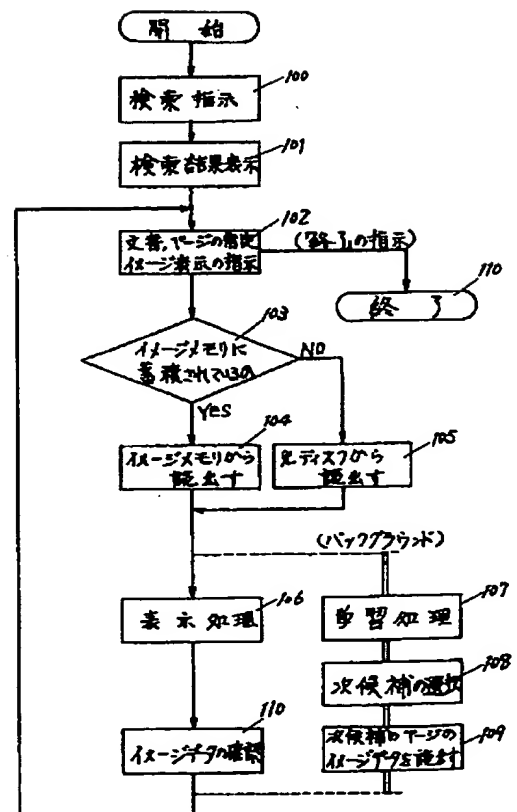 開始
100
検索指示
101
検索結果表示
102
文書,ページの指定
イメージ表示の指示
(「終了」の指示)
110
終了
103
イメージメモリに
蓄積されているか
NO
YES
104
イメージメモリから
読出す
105
光ディスクから
読出す
(バックグラウンド)
106
表示処理
107
学習処理
108
次候補の選択
110
イメージデータの確認
109
次候補のページの
イメージデータを読出す